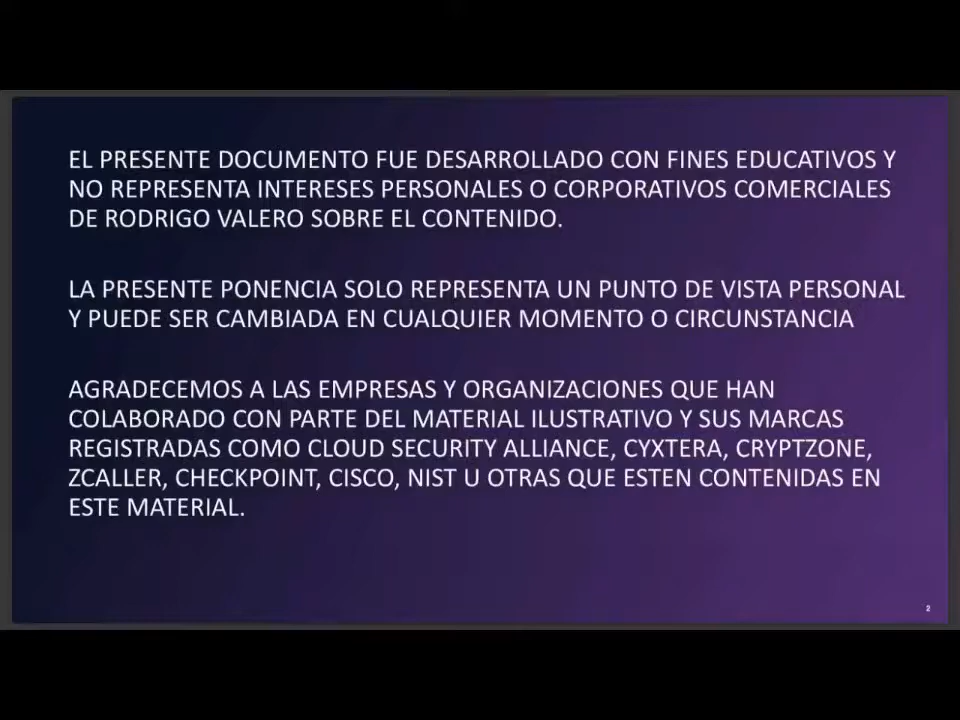 EL PRESENTE DOCUMENTO FUE DESARROLLADO CON FINES EDUCATIVOS Y
NO REPRESENTA INTERESES PERSONALES O CORPORATIVOS COMERCIALES
DE RODRIGO VALERO SOBRE EL CONTENIDO.
LA PRESENTE PONENCIA SOLO REPRESENTA UN PUNTO DE VISTA PERSONAL
Y PUEDE SER CAMBIADA EN CUALQUIER MOMENTO O CIRCUNSTANCIA
AGRADECEMOS A LAS EMPRESAS Y ORGANIZACIONES QUE HAN
COLABORADO CON PARTE DEL MATERIAL ILUSTRATIVO Y SUS MARCAS
REGISTRADAS COMO CLOUD SECURITY ALLIANCE, CYXTERA, CRYPTZONE,
ZCALLER, CHECKPOINT, CISCO, NIST U OTRAS QUE ESTEN CONTENIDAS EN
ESTE MATERIAL.
2